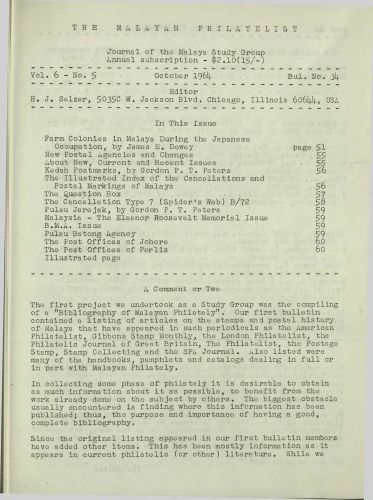 THE MALAYAN PHILATELIST
Journal of the Malaya Study Group
Annual subscription - $2.10(15/-)
Vol. 6 - No. 5 October 1964 Bul. No. 34
Editor
H. J. Selzer, 5035C W. Jackson Blvd. Chicago, Illinois 60644, USA
In This Issue
Farm Colonies in Malaya During the Japanese
Occupation, by James E. Dewey page 51
New Postal Agencies and Changes 55
About New, Current and Recent Issues 55
Kedah Postmarks, by Gordon P. T. Peters 56
The Illustrated Index of the Cancellations and
Postal Markings of Malaya 56
The Question Box 57
The Cancellation Type 7 (Spider's Web) B/72 58
Pulau Jerejak, by Gordon P. T. Peters 59
Malaysia - The Eleanor Roosevelt Memorial Issue 59
B.M.A. Issue 59
Pulau Betong Agency 59
The Post Offices of Johore 60
The Post Offices of Perlis 60
Illustrated page
A Comment or Two
The first project we undertook as a Study Group was the compiling
of a "Bibliography of Malayan Philately". Our first bulletin
contained a listing of articles on the stamps and postal history
of Malaya that have appeared in such periodicals as the American
Philatelist, Gibbons Stamp Monthly, the London Philatelist, the
Philatelic Journal of Great Britain, The Philatelist, the Postage
Stamp, Stamp Collecting and the SPA Journal. Also listed were
many of the handbooks, pamphlets and catalogs dealing in full or
in part with Malayan Philately.
In collecting some phase of philately it is desirable to obtain
as much information about it as possible, to benefit from the
work already done on the subject by others. The biggest obstacle
usually encountered is finding where this information has been
published; thus, the purpose and importance of having a good,
complete bibliography.
Since the original listing appeared in our first bulletin members
have added other items. This has been mostly information as it
appears in current philatelic (or other) literature. While we